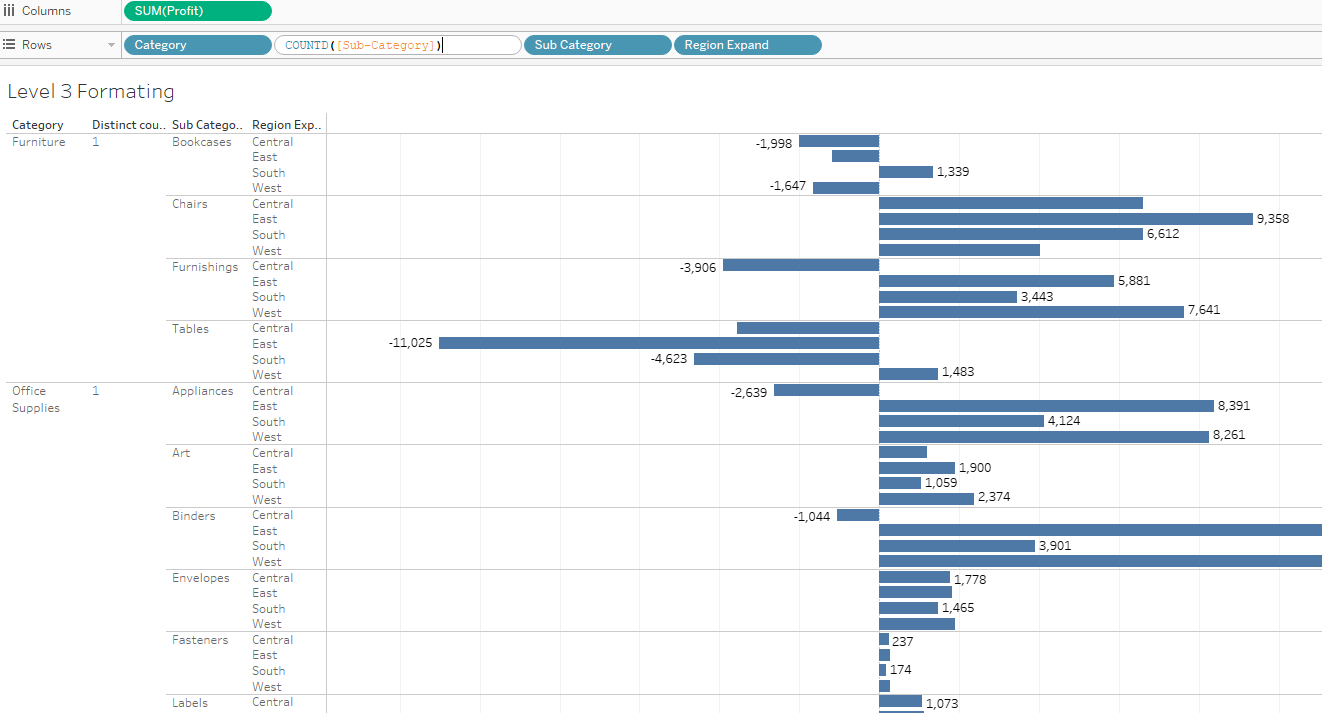 Columns SUM(Profit)
Rows Category COUNTD([Sub-Category]) Sub Category Region Expand
Level 3 Formating
Category Distinct cou.. Sub Catego.. Region Exp..
Furniture 1 Bookcases Central -1,998
East
South 1,339
West -1,647
Chairs Central
East 9,358
South 6,612
West
Furnishings Central -3,906
East 5,881
South 3,443
West 7,641
Tables Central
East -11,025
South -4,623
West 1,483
Office 1 Appliances Central -2,639
Supplies East 8,391
South 4,124
West 8,261
Art Central
East 1,900
South 1,059
West 2,374
Binders Central -1,044
East
South 3,901
West
Envelopes Central 1,778
East
South 1,465
West
Fasteners Central 237
East
South 174
West
Labels Central 1,073